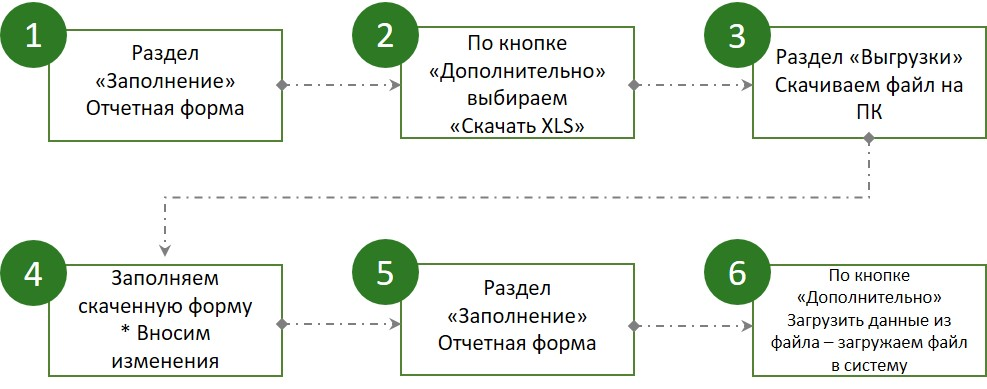 1
Раздел
«Заполнение»
Отчетная форма
2
По кнопке
«Дополнительно»
выбираем
«Скачать XLS»
3
Раздел «Выгрузки»
Скачиваем файл на
ПК
4
Заполняем
скаченную форму
* Вносим
изменения
5
Раздел
«Заполнение»
Отчетная форма
6
По кнопке
«Дополнительно»
Загрузить данные из
файла – загружаем файл
в систему